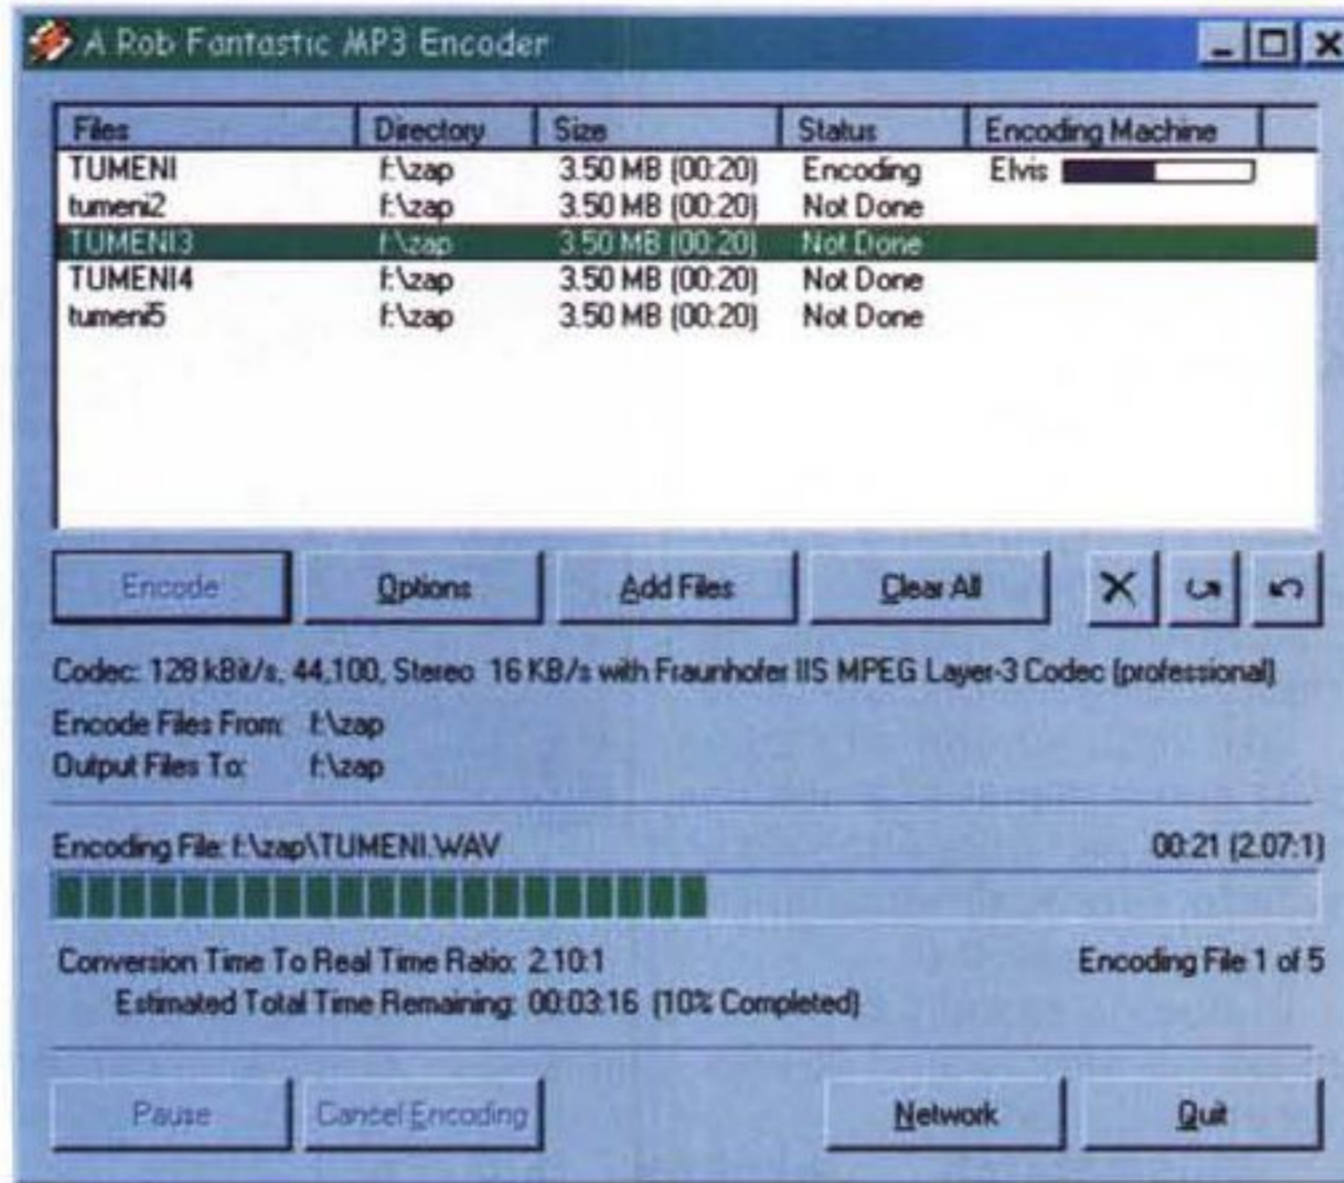 A Rob Fantastic MP3 Encoder
Files Directory Size Status Encoding Machine
TUMENI f:\zap 3.50 MB (00:20) Encoding Elvis
tumeni2 f:\zap 3.50 MB (00:20) Not Done
TUMENI3 f:\zap 3.50 MB (00:20) Not Done
TUMENI4 f:\zap 3.50 MB (00:20) Not Done
tumeni5 f:\zap 3.50 MB (00:20) Not Done
Encode Options Add Files Clear All
Codec: 128 kBit/s, 44,100, Stereo 16 KB/s with Fraunhofer IIS MPEG Layer-3 Codec (professional)
Encode Files From: f:\zap
Output Files To: f:\zap
Encoding File: f:\zap\TUMENI.WAV 00:21 (2.07:1)
Conversion Time To Real Time Ratio: 2.10:1 Encoding File 1 of 5
Estimated Total Time Remaining: 00:03:16 (10% Completed)
Pause Cancel Encoding Network Quit